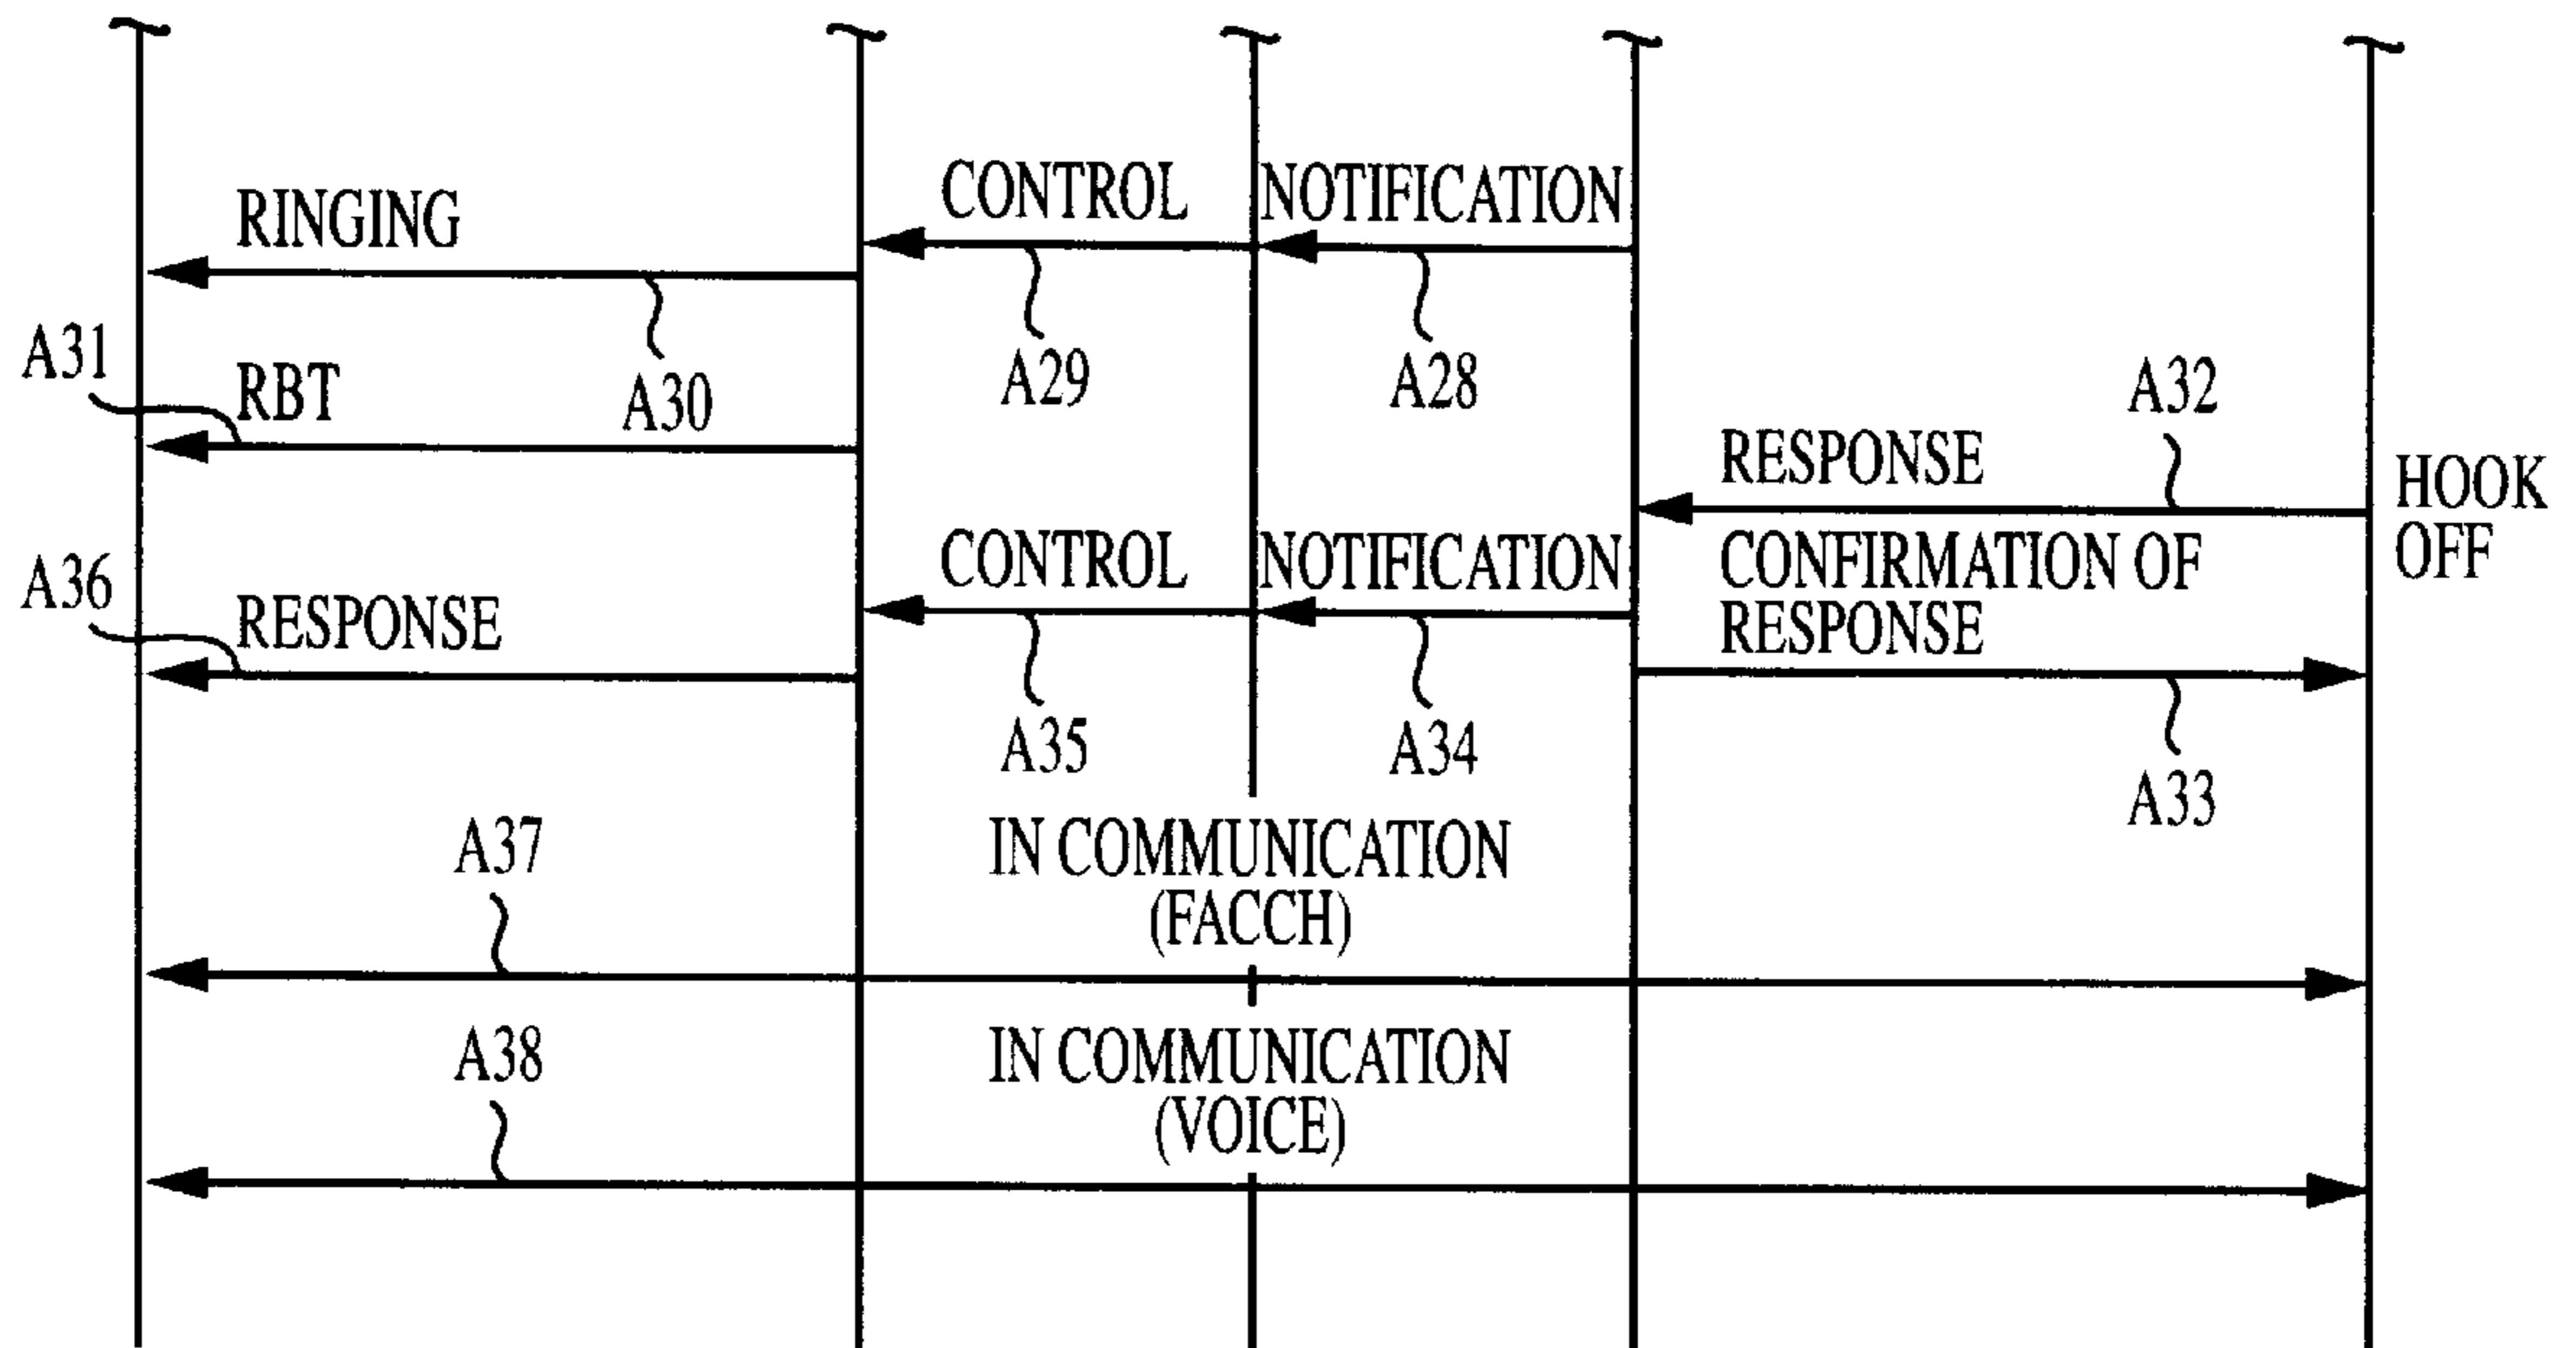 CONTROL
NOTIFICATION
RINGING
A31
RBT
A30
A29
A28
A32
RESPONSE
HOOK
OFF
CONTROL
NOTIFICATION
CONFIRMATION OF
RESPONSE
A36
RESPONSE
A35
A34
A33
A37
IN COMMUNICATION
(FACCH)
A38
IN COMMUNICATION
(VOICE)